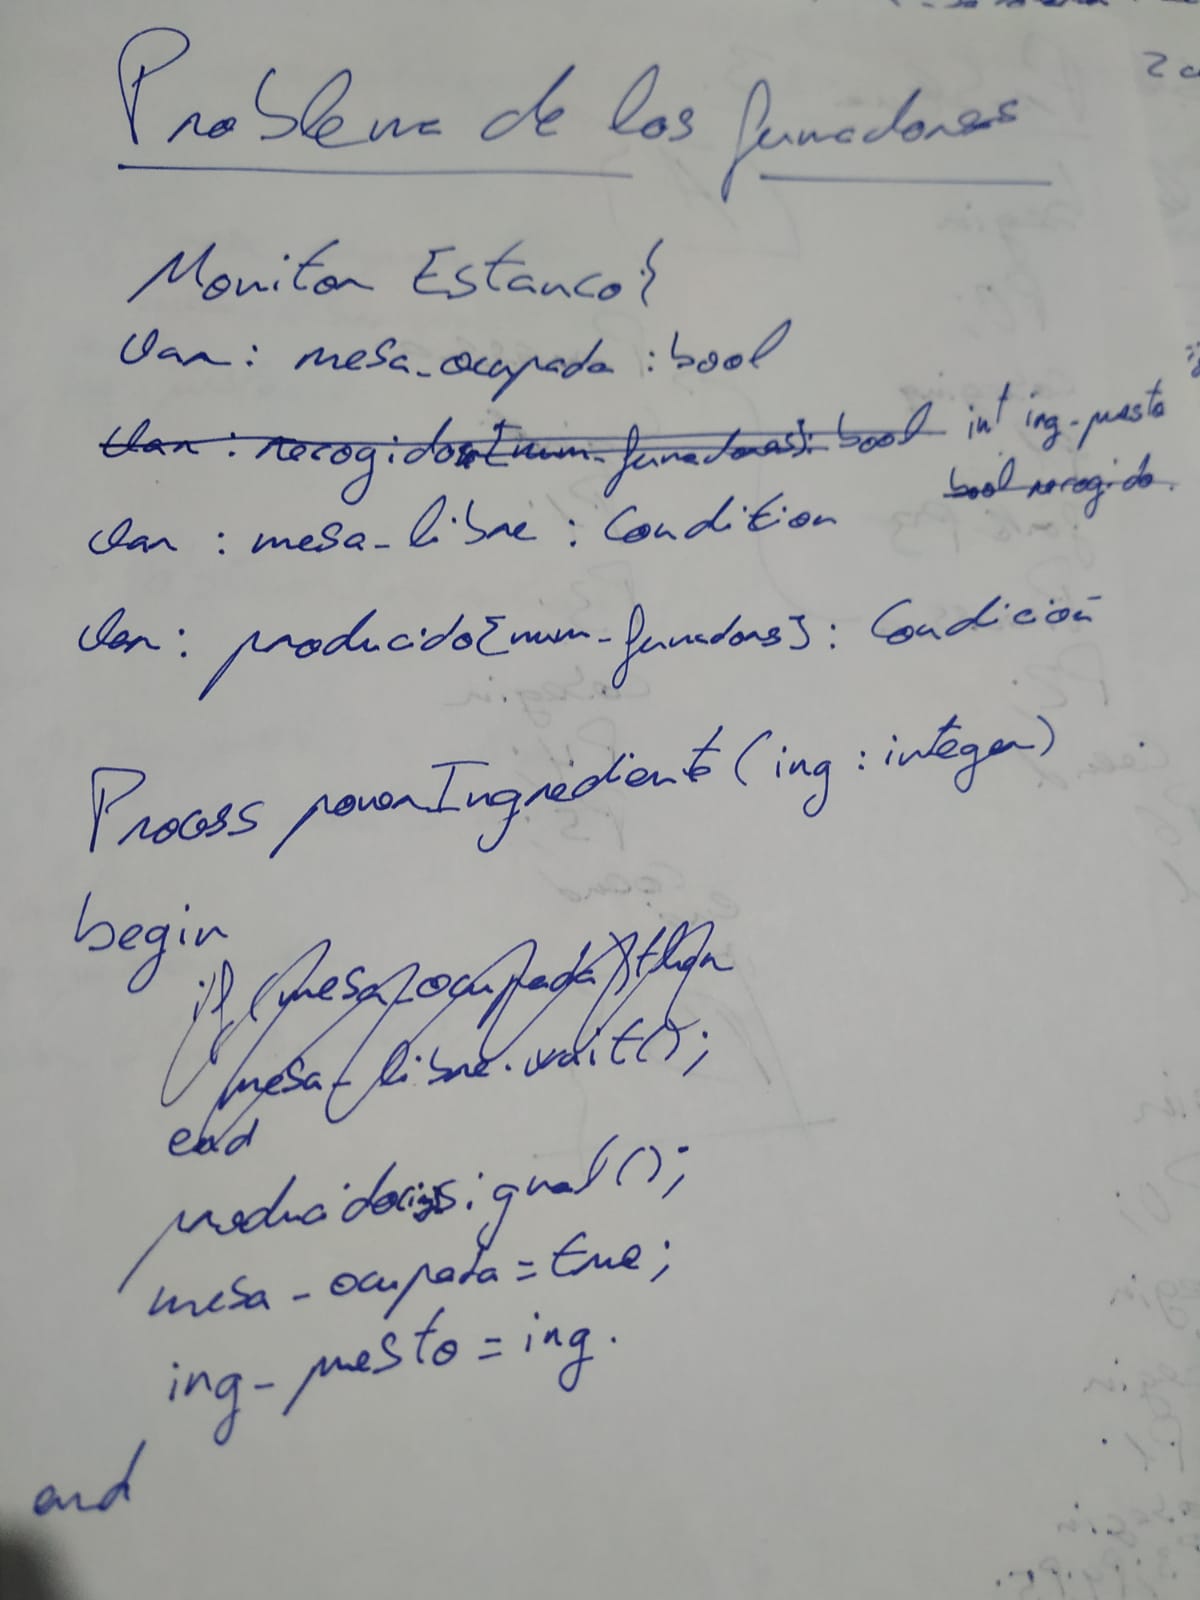 Problema de los fumadores
Monitor Estanco{
Var: mesa_ocupada : bool
Var : recogidos[num_fumadores]: bool int ing_puesto
bool recogido.
Var : mesa_libre : Condition
Var: producido[num_fumadores]: Condición
Process ponerIngrediente (ing : integer)
begin
if (mesa_ocupada) then
mesa_libre.wait();
end
producido[ing].signal();
mesa_ocupada = true;
ing_puesto = ing.
end